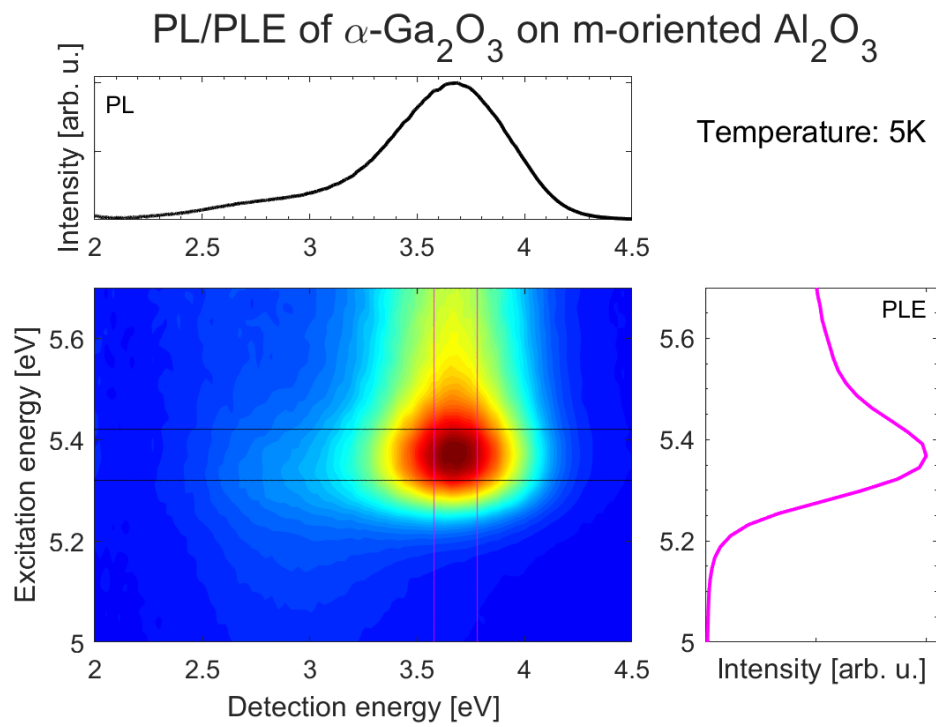 PL/PLE of α-Ga₂O₃ on m-oriented Al₂O₃
PL
Intensity [arb. u.]
2 2.5 3 3.5 4 4.5
Temperature: 5K
Excitation energy [eV]
5.6
5.4
5.2
5
2 2.5 3 3.5 4 4.5
Detection energy [eV]
PLE
5.6
5.4
5.2
5
Intensity [arb. u.]